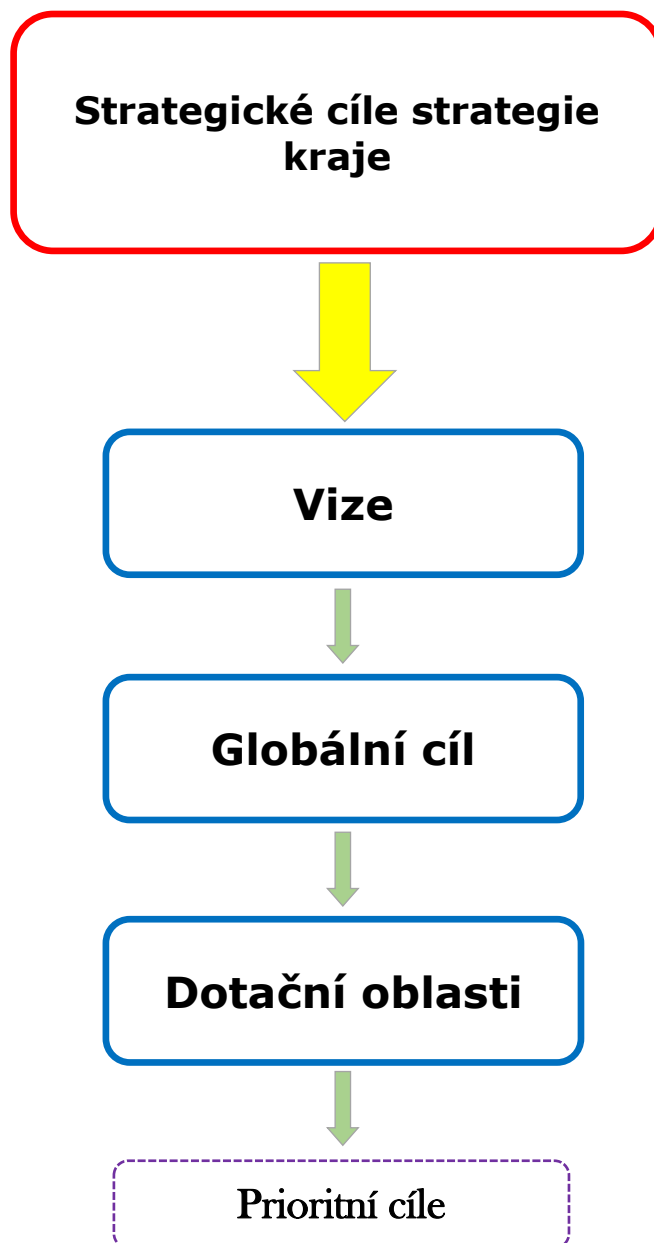 Strategické cíle strategie
kraje
Vize
Globální cíl
Dotační oblasti
Prioritní cíle